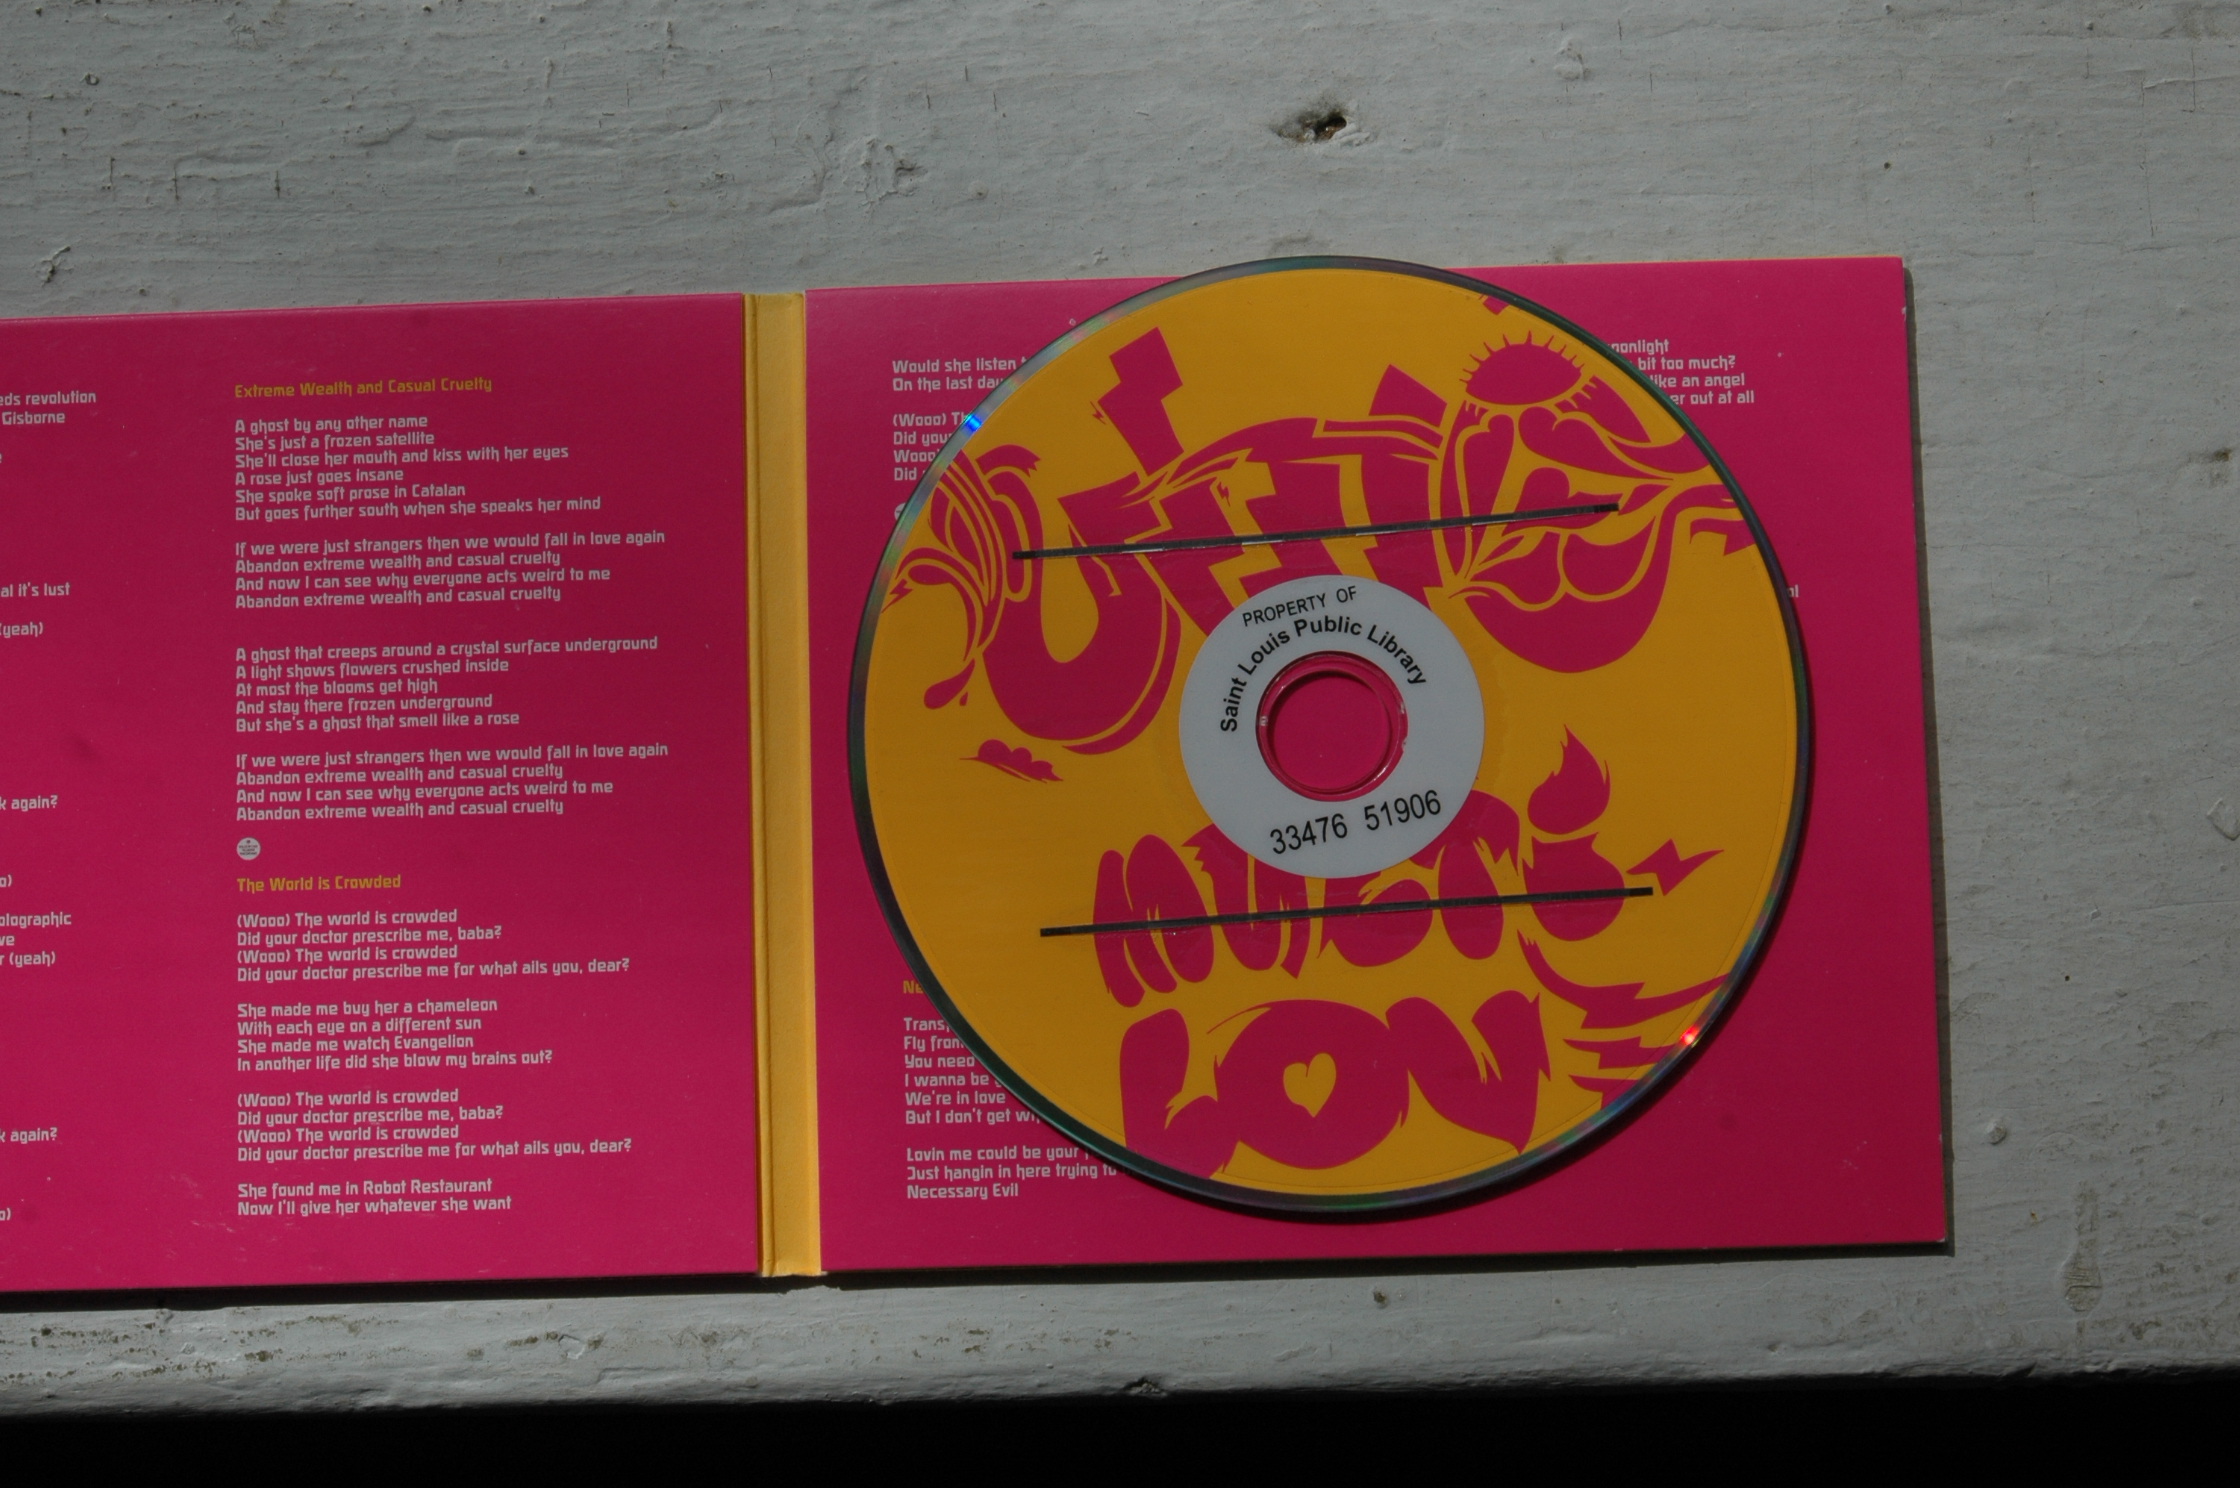 eds revolution
Gisborne
al it's lust
(yeah)
k again?
olographic
ve
r (yeah)
k again?
Extreme Wealth and Casual Cruelty
A ghost by any other name
She's just a frozen satellite
She'll close her mouth and kiss with her eyes
A rose just goes insane
She spoke soft prose in Catalan
But goes further south when she speaks her mind
If we were just strangers then we would fall in love again
Abandon extreme wealth and casual cruelty
And now I can see why everyone acts weird to me
Abandon extreme wealth and casual cruelty
A ghost that creeps around a crystal surface underground
A light shows flowers crushed inside
At most the blooms get high
And stay there frozen underground
But she's a ghost that smell like a rose
If we were just strangers then we would fall in love again
Abandon extreme wealth and casual cruelty
And now I can see why everyone acts weird to me
Abandon extreme wealth and casual cruelty
The World is Crowded
(Wooo) The world is crowded
Did your doctor prescribe me, baba?
(Wooo) The world is crowded
Did your doctor prescribe me for what ails you, dear?
She made me buy her a chameleon
With each eye on a different sun
She made me watch Evangelion
In another life did she blow my brains out?
(Wooo) The world is crowded
Did your doctor prescribe me, baba?
(Wooo) The world is crowded
Did your doctor prescribe me for what ails you, dear?
She found me in Robot Restaurant
Now I'll give her whatever she want
Would she listen
On the last day
(Wooo) Th
Did your
Wooo
Did
Ne
Trans
Fly from
You need
I wanna be
We're in love
But I don't get
Lovin me could be your
Just hangin in here trying to
Necessary Evil
moonlight
bit too much?
like an angel
er out at all
PROPERTY OF
Saint Louis Public Library
33476 51906
LOV